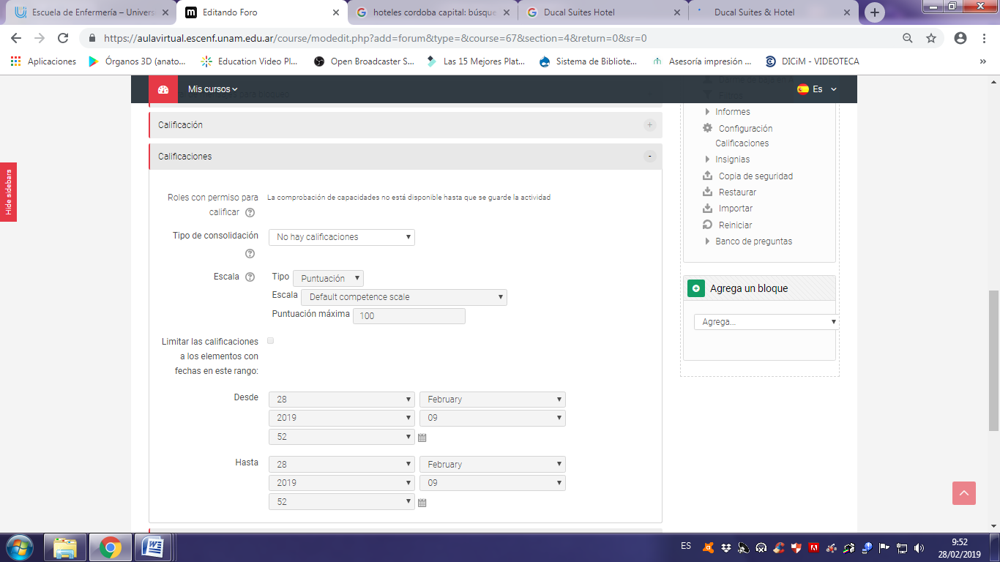 Escuela de Enfermería – Univers
Editando Foro
hoteles cordoba capital: búsque
Ducal Suites Hotel
Ducal Suites & Hotel
https://aulavirtual.escenf.unam.edu.ar/course/modedit.php?add=forum&type=&course=67&section=4&return=0&sr=0
Aplicaciones
Órganos 3D (anato...
Education Video Pl...
Open Broadcaster S...
Las 15 Mejores Plat...
Sistema de Bibliote...
Asesoría impresión ...
DICiM - VIDEOTECA
»
Mis cursos
Es
Hide sidebars
Calificación
+
Calificaciones
-
Roles con permiso para calificar
La comprobación de capacidades no está disponible hasta que se guarde la actividad
Tipo de consolidación
No hay calificaciones
Escala
Tipo
Puntuación
Escala
Default competence scale
Puntuación máxima
100
Limitar las calificaciones
a los elementos con
fechas en este rango:
Desde
28
February
2019
09
52
Hasta
28
February
2019
09
52
Informes
Configuración
Calificaciones
Insignias
Copia de seguridad
Restaurar
Importar
Reiniciar
Banco de preguntas
Agrega un bloque
Agrega...
ES
9:52
28/02/2019